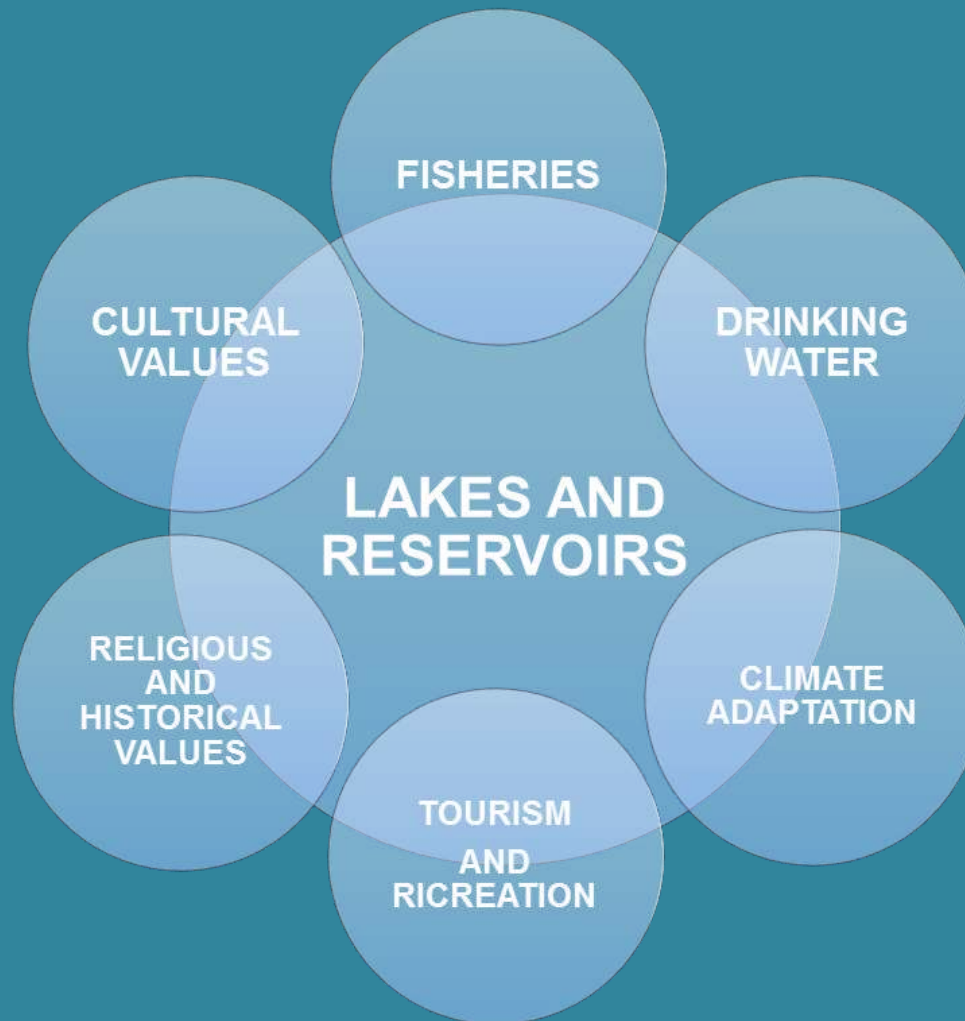 FISHERIES
CULTURAL
VALUES
DRINKING
WATER
LAKES AND
RESERVOIRS
RELIGIOUS
AND
HISTORICAL
VALUES
CLIMATE
ADAPTATION
TOURISM
AND
RICREATION